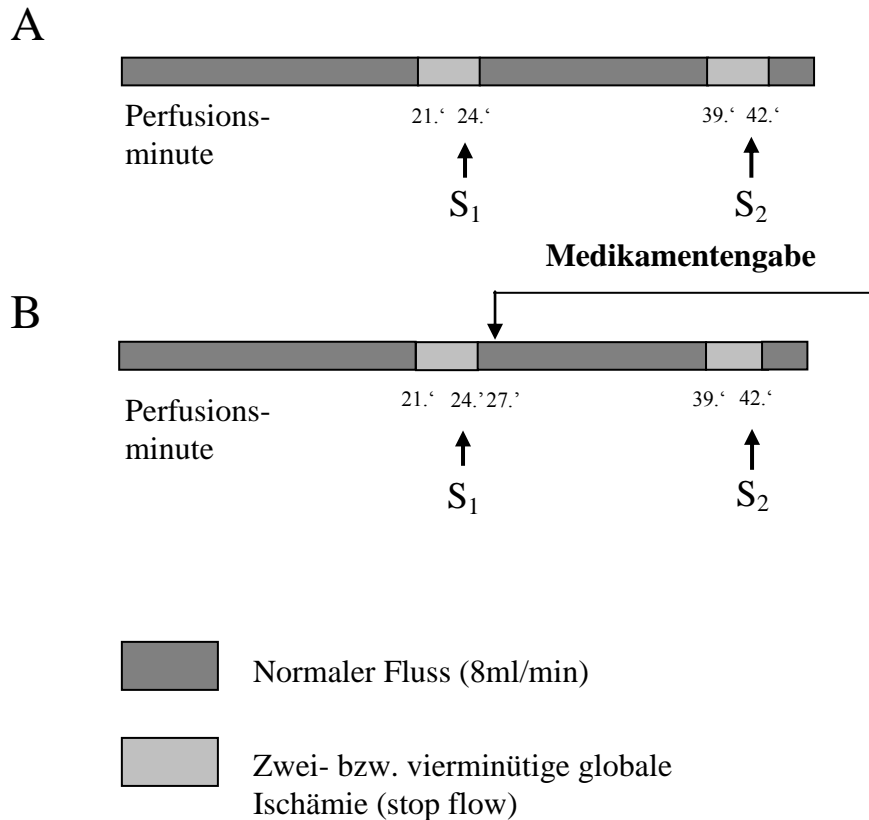 A
Perfusions-
minute
21.‘ 24.‘ 39.‘ 42.‘
S₁ S₂
Medikamentengabe
B
Perfusions-
minute
21.‘ 24.’ 27.’ 39.‘ 42.‘
S₁ S₂
Normaler Fluss (8ml/min)
Zwei- bzw. vierminütige globale
Ischämie (stop flow)